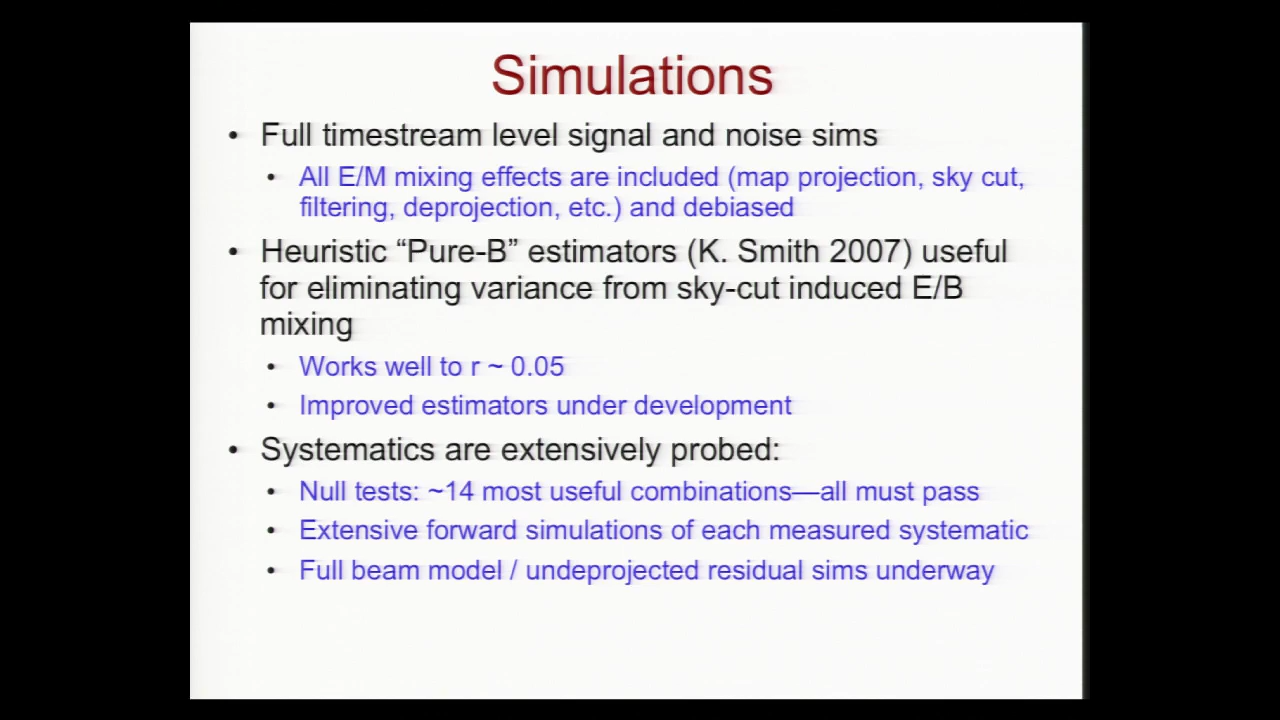 Simulations
• Full timestream level signal and noise sims
• All E/M mixing effects are included (map projection, sky cut,
filtering, deprojection, etc.) and debiased
• Heuristic “Pure-B” estimators (K. Smith 2007) useful
for eliminating variance from sky-cut induced E/B
mixing
• Works well to r ~ 0.05
• Improved estimators under development
• Systematics are extensively probed:
• Null tests: ~14 most useful combinations—all must pass
• Extensive forward simulations of each measured systematic
• Full beam model / undeprojected residual sims underway